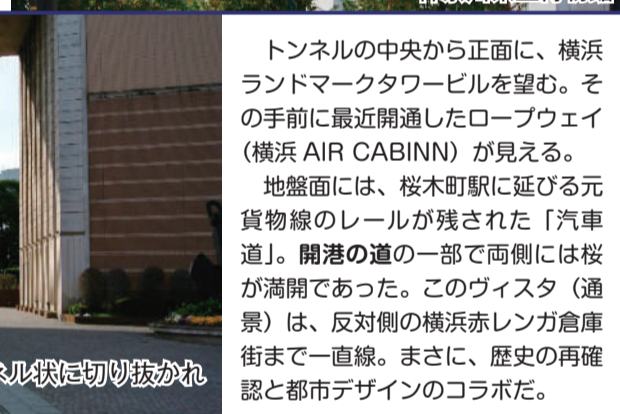 トンネルの中央から正面に、横浜
ランドマークタワービルを望む。そ
の手前に最近開通したロープウェイ
（横浜 AIR CABINN）が見える。
地盤面には、桜木町駅に延びる元
貨物線のレールが残された「汽車
道」。開港の道の一部で両側には桜
が満開であった。このヴィスタ（通
景）は、反対側の横浜赤レンガ倉庫
街まで一直線。まさに、歴史の再確
認と都市デザインのコラボだ。
ネル状に切り抜かれ